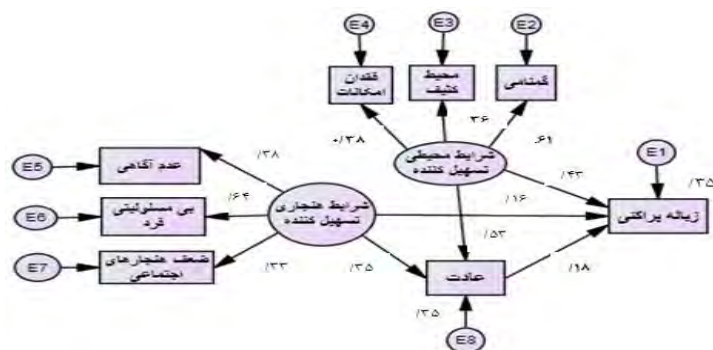 E4
E3
E2
فقدان
امکانات
محیط
کثیف
گمنامی
۰/۳۸
۳۶
.۶۹
E1
/۳۵
شرایط محیطی
تسهیل کننده
/۴۳
زباله پراکنی
E5
عدم آگاهی
/۳۸
E6
بی مسئولیتی
فرد
/۶۴
شرایط هنجاری
تسهیل کننده
/۱۶
/۵۳
E7
ضعف هنجارهای
اجتماعی
/۳۳
/۳۵
عادت
/۱۸
/۳۵
E8